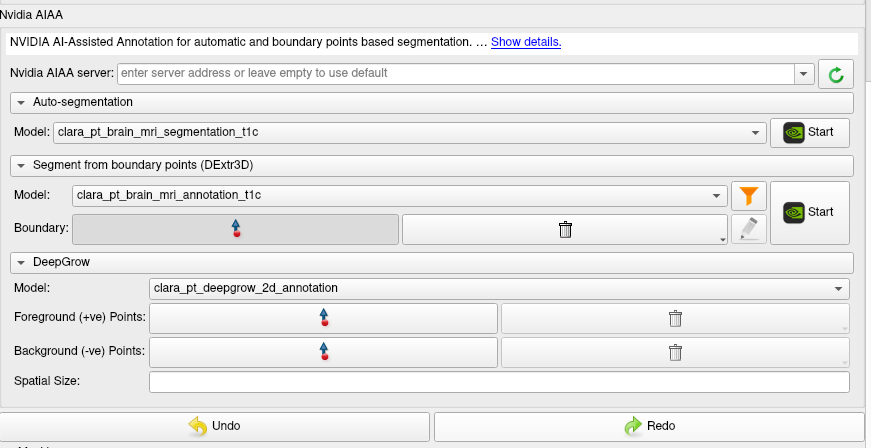 Nvidia AIAA
NVIDIA AI-Assisted Annotation for automatic and boundary points based segmentation. ... Show details.
Nvidia AIAA server: enter server address or leave empty to use default
Auto-segmentation
Model: clara_pt_brain_mri_segmentation_t1c Start
Segment from boundary points (DExtr3D)
Model: clara_pt_brain_mri_annotation_t1c
Start
Boundary:
DeepGrow
Model: clara_pt_deepgrow_2d_annotation
Foreground (+ve) Points:
Background (-ve) Points:
Spatial Size:
Undo Redo